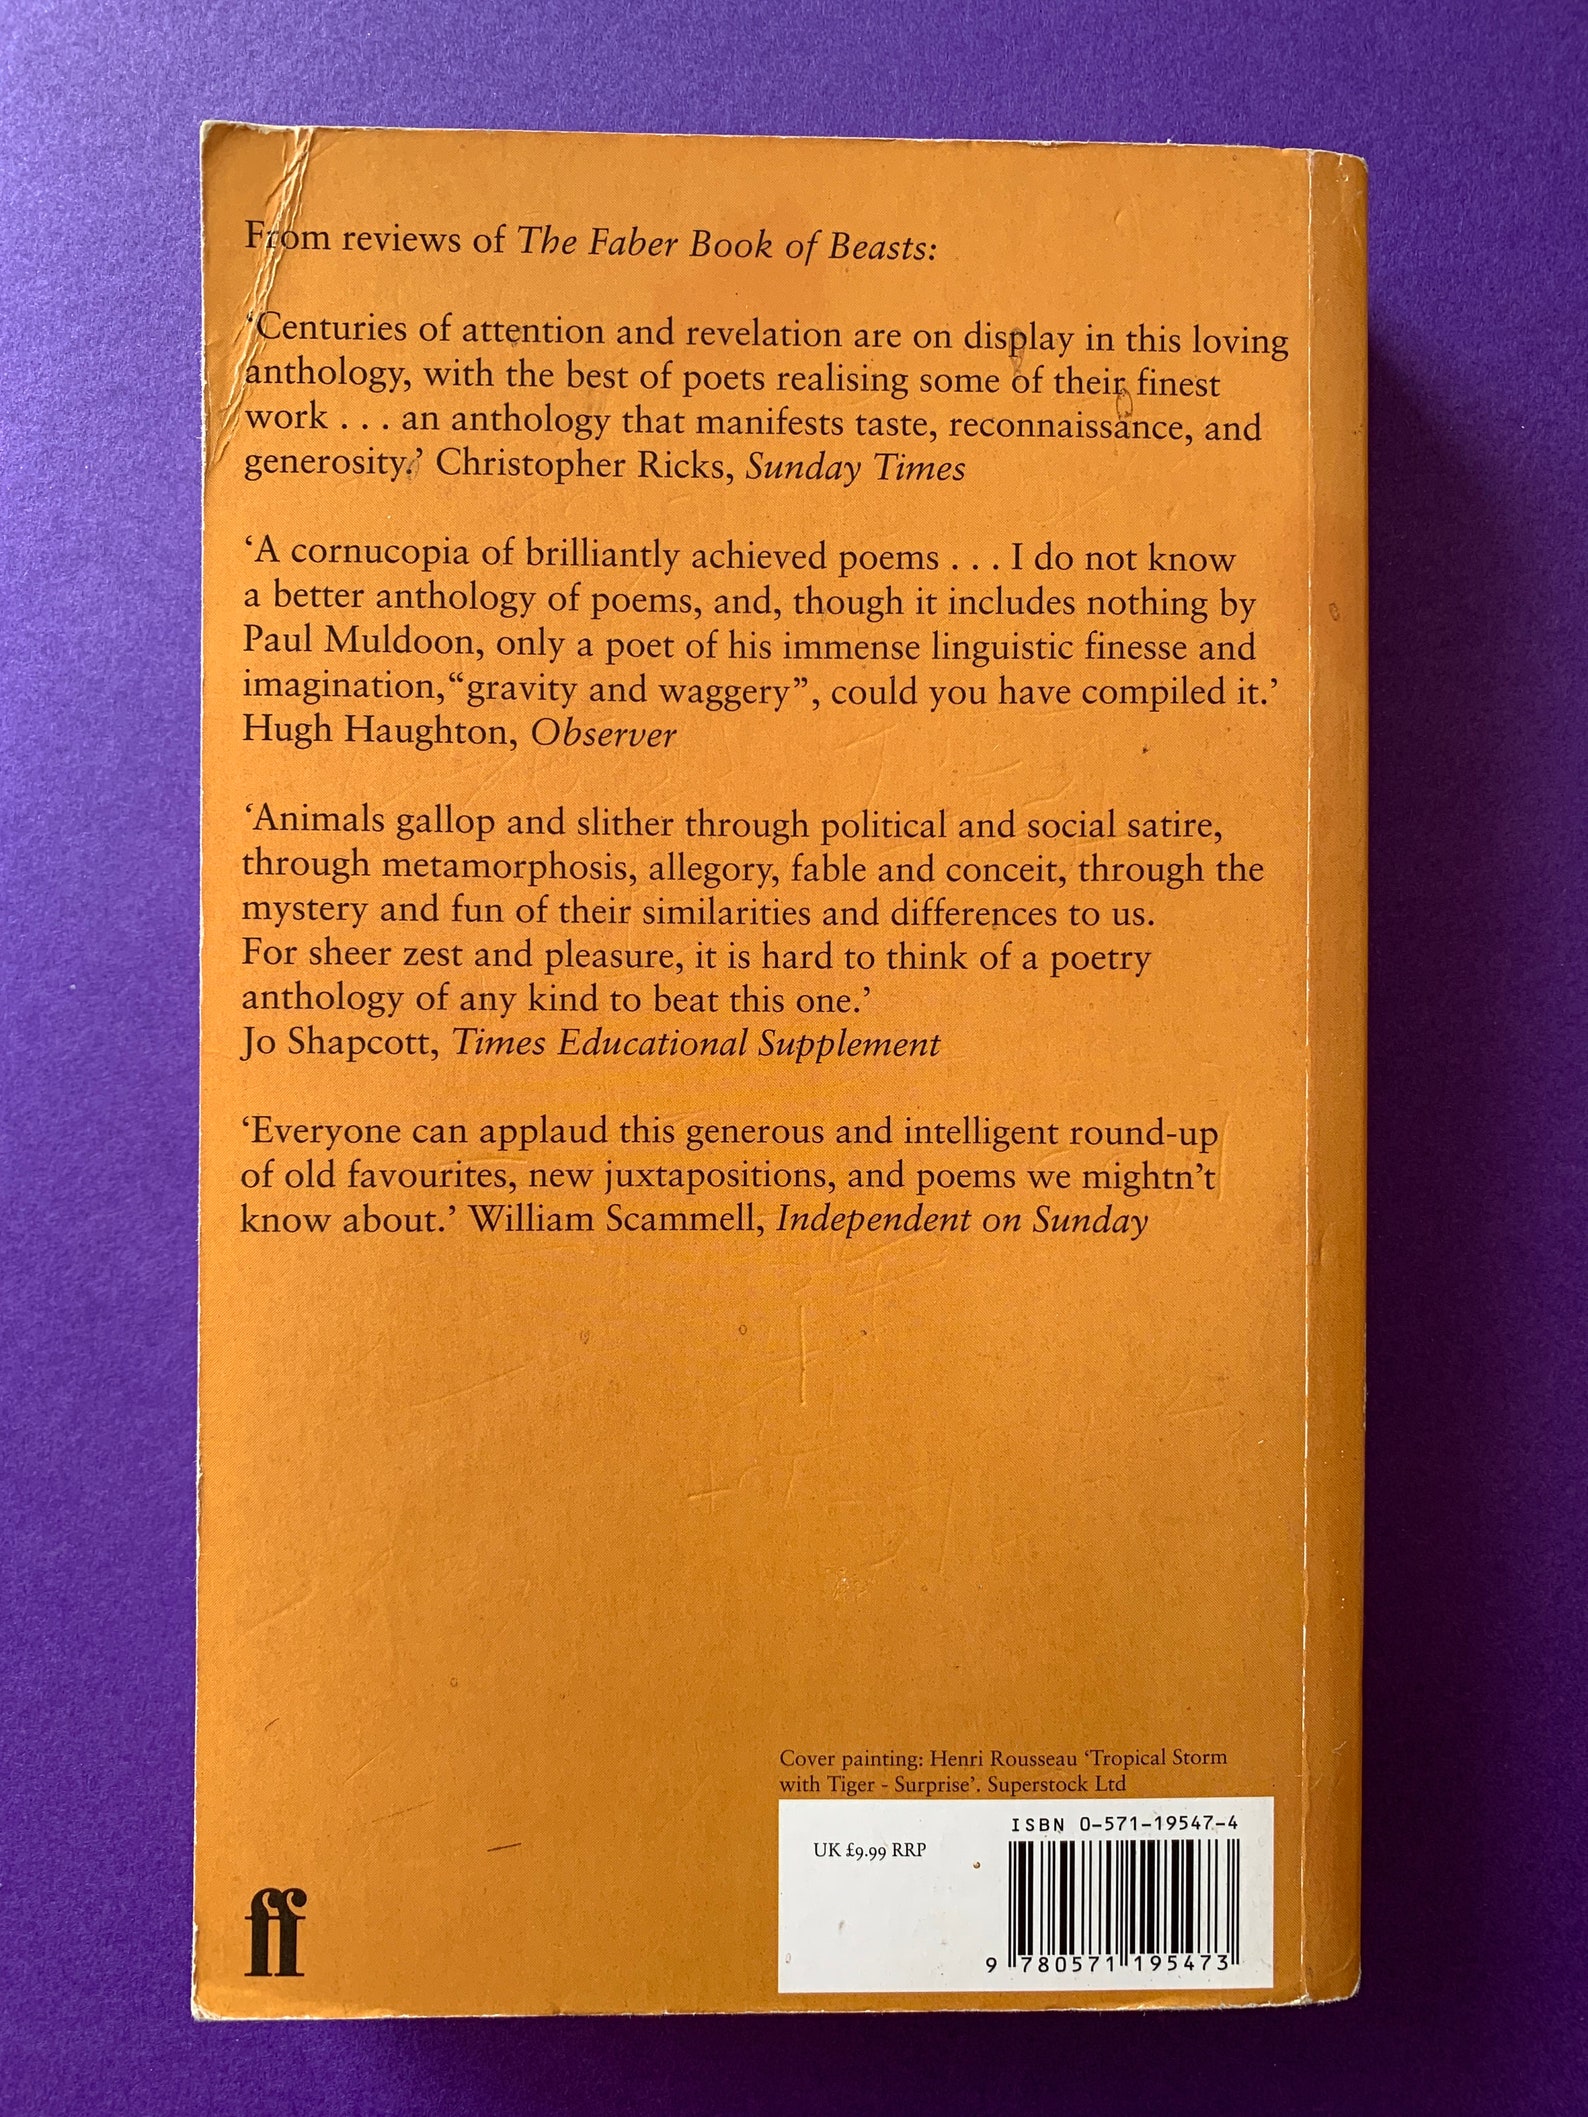 From reviews of The Faber Book of Beasts:
‘Centuries of attention and revelation are on display in this loving
anthology, with the best of poets realising some of their finest
work . . . an anthology that manifests taste, reconnaissance, and
generosity.’ Christopher Ricks, Sunday Times
‘A cornucopia of brilliantly achieved poems . . . I do not know
a better anthology of poems, and, though it includes nothing by
Paul Muldoon, only a poet of his immense linguistic finesse and
imagination, “gravity and waggery”, could you have compiled it.’
Hugh Haughton, Observer
‘Animals gallop and slither through political and social satire,
through metamorphosis, allegory, fable and conceit, through the
mystery and fun of their similarities and differences to us.
For sheer zest and pleasure, it is hard to think of a poetry
anthology of any kind to beat this one.’
Jo Shapcott, Times Educational Supplement
‘Everyone can applaud this generous and intelligent round-up
of old favourites, new juxtapositions, and poems we mightn’t
know about.’ William Scammell, Independent on Sunday
Cover painting: Henri Rousseau ‘Tropical Storm
with Tiger - Surprise’. Superstock Ltd
ISBN 0-571-19547-4
UK £9.99 RRP
9 780571 195473
ff